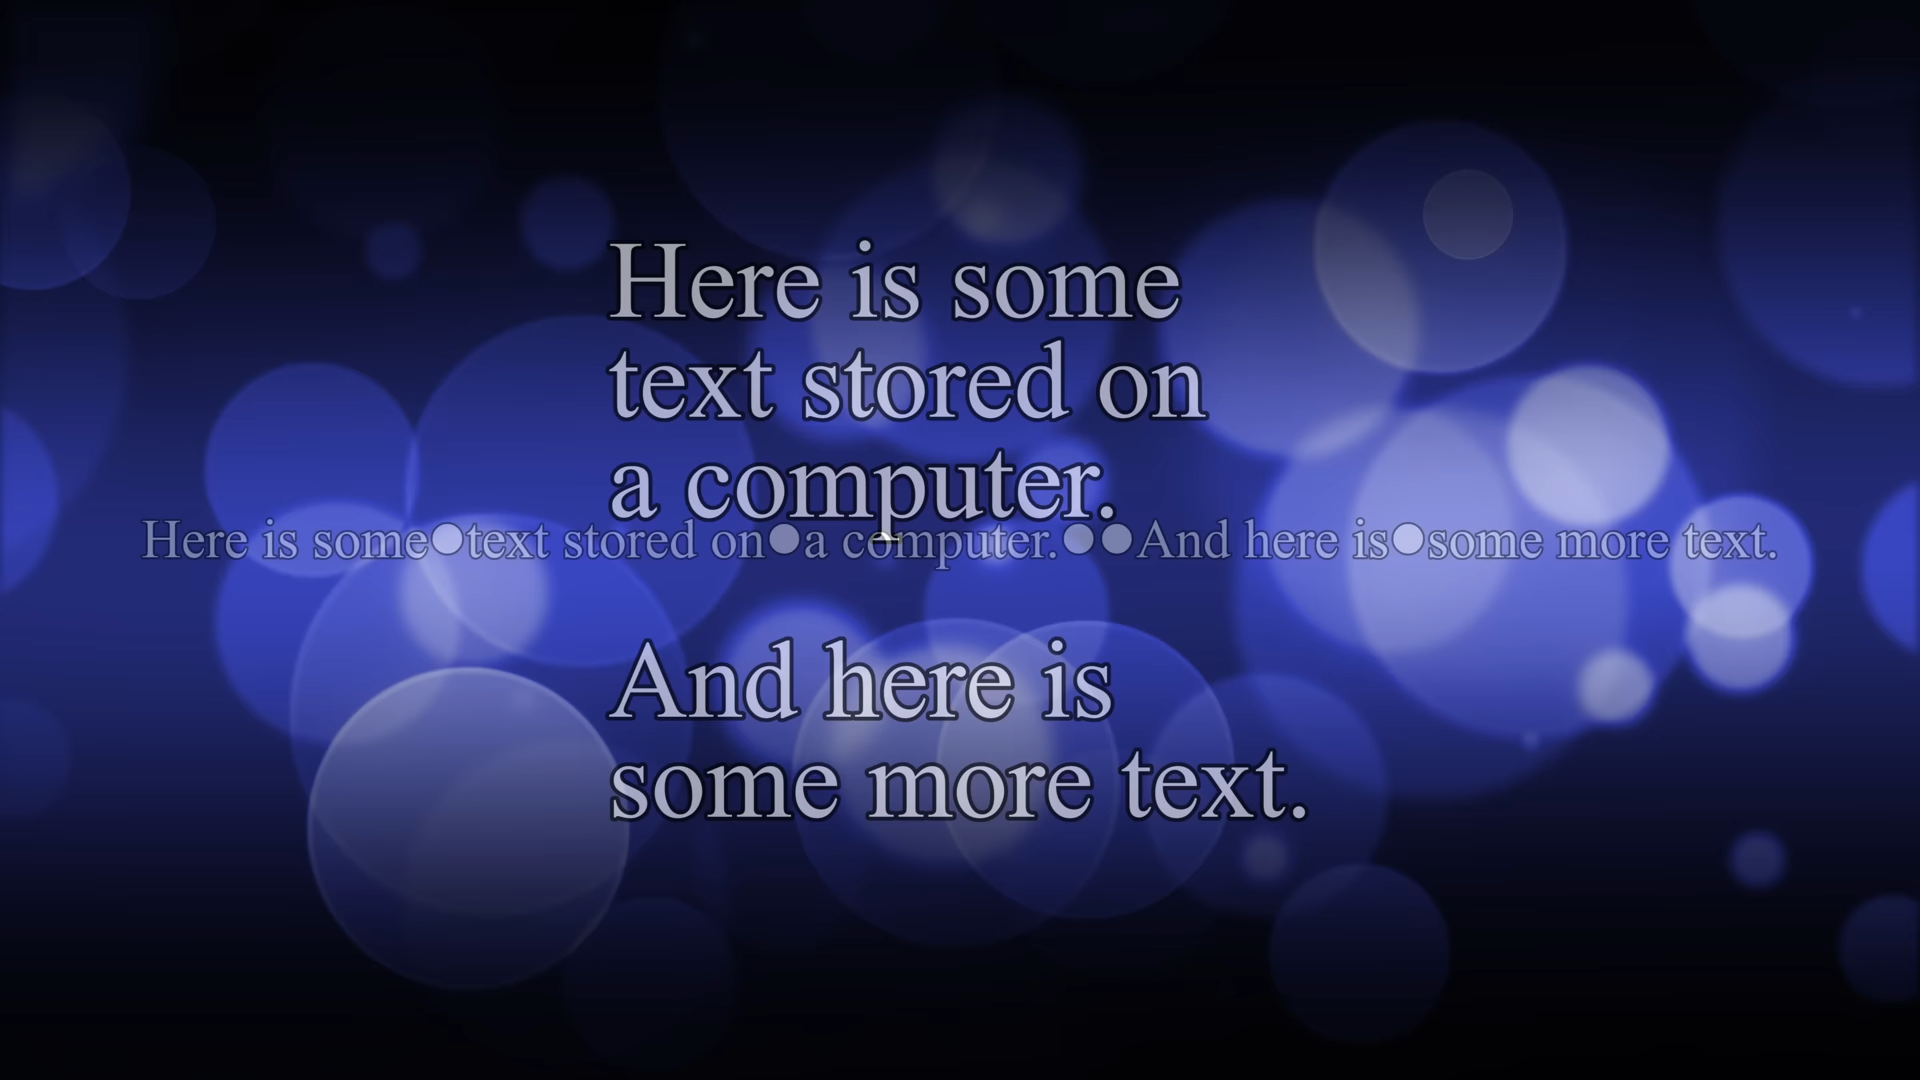 Here is some
text stored on
a computer.
Here is some●text stored on●a computer.●●And here is●some more text.
And here is
some more text.